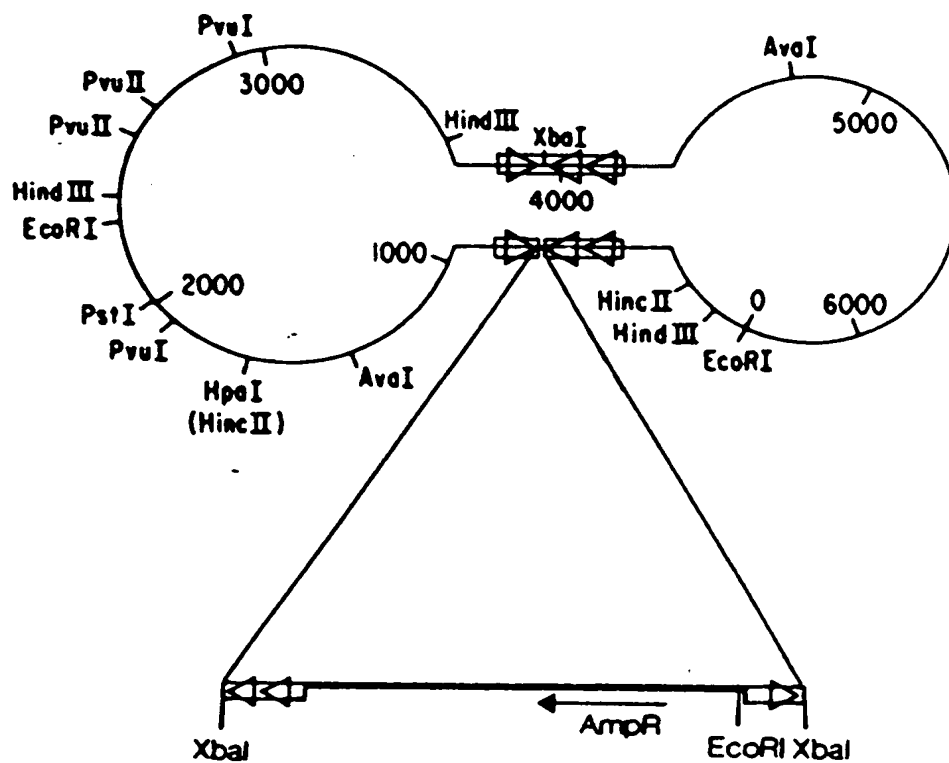 PvuI
3000
PvuII
PvuII
HindIII
EcoRI
2000
PstI
PvuI
HpaI
(HincII)
AvaI
1000
HindIII
XbaI
4000
AvaI
5000
HincII
HindIII
0
EcoRI
6000
AmpR
XbaI
EcoRI XbaI